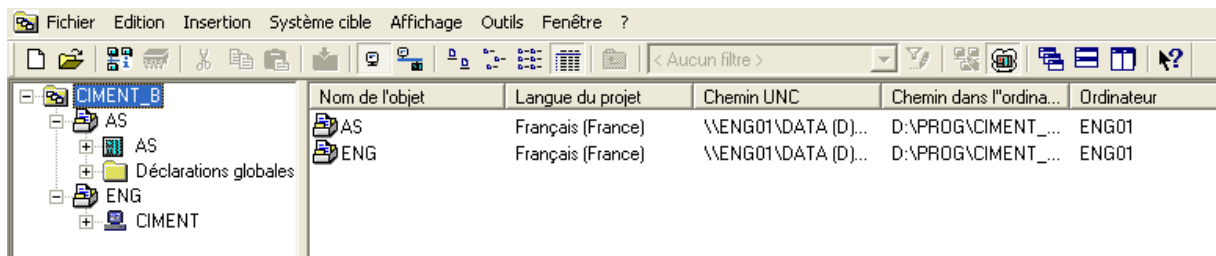 Fichier Edition Insertion Système cible Affichage Outils Fenêtre ?
< Aucun filtre >
CIMENT_B
AS
AS
Déclarations globales
ENG
CIMENT
Nom de l'objet Langue du projet Chemin UNC Chemin dans l''ordina... Ordinateur
AS Français (France) \\ENG01\DATA (D)... D:\PROG\CIMENT_... ENG01
ENG Français (France) \\ENG01\DATA (D)... D:\PROG\CIMENT_... ENG01